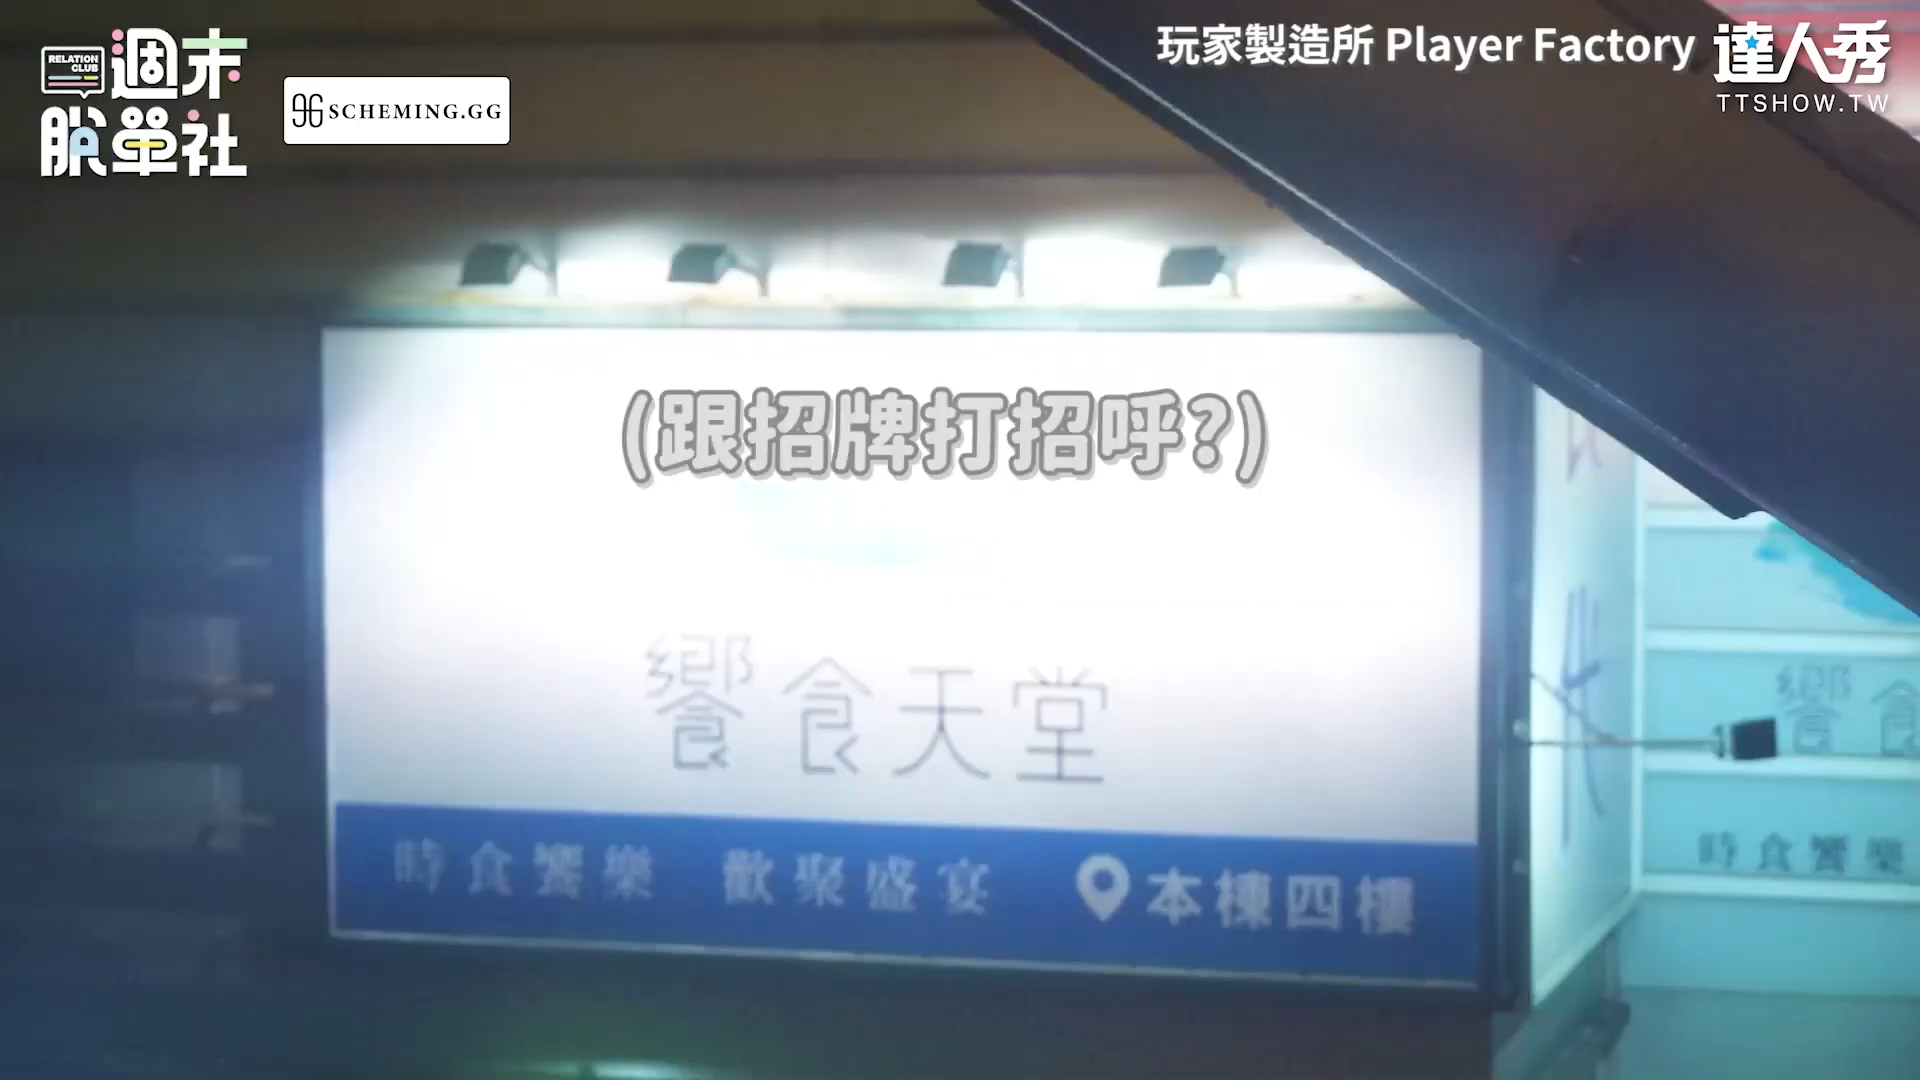 RELATION CLUB
週末
脫單社
SCHEMING.GG
玩家製造所 Player Factory
達人秀
TTSHOW.TW
(跟招牌打招呼?)
饗食天堂
時食饗樂 歡聚盛宴 本棟四樓
饗食
時食饗樂